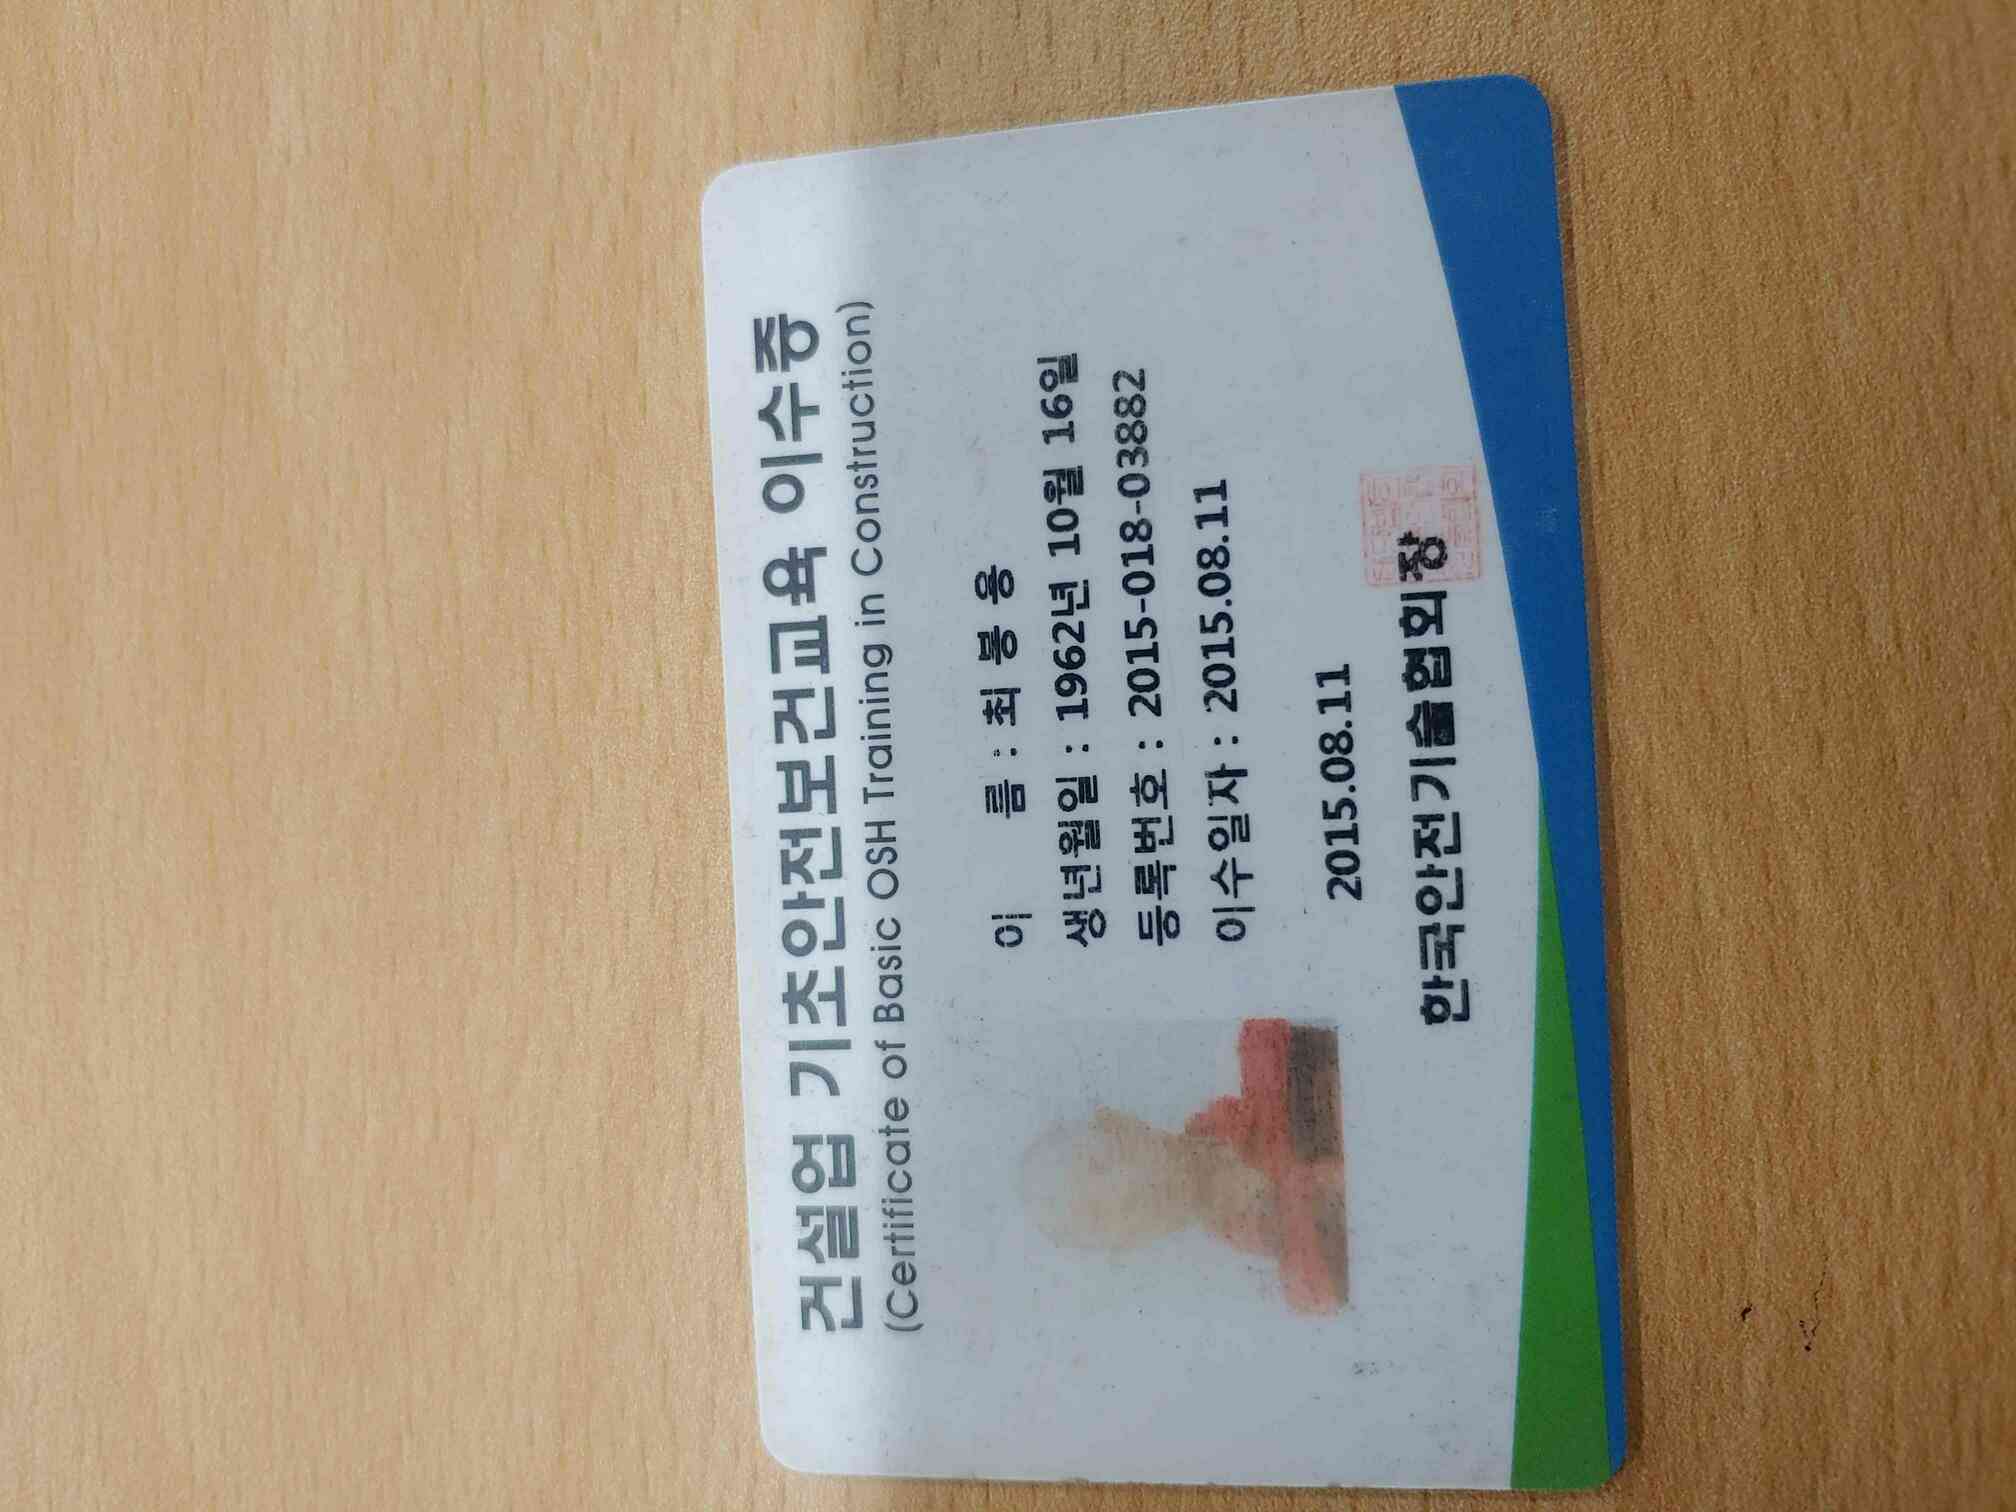 건설업 기초안전보건교육 이수증
(Certificate of Basic OSH Training in Construction)
이 름 : 최 봉 용
생년월일 : 1962년 10월 16일
등록번호 : 2015-018-03882
이수일자 : 2015.08.11
2015.08.11
한국안전기술협회장